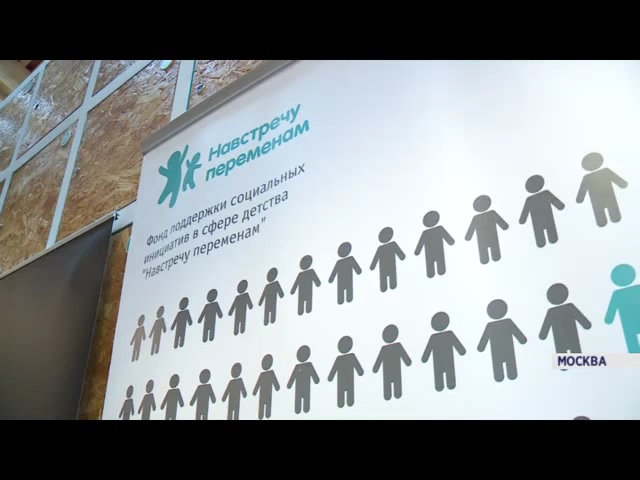 Навстречу
переменам
Фонд поддержки социальных
инициатив в сфере детства
"Навстречу переменам"
МОСКВА